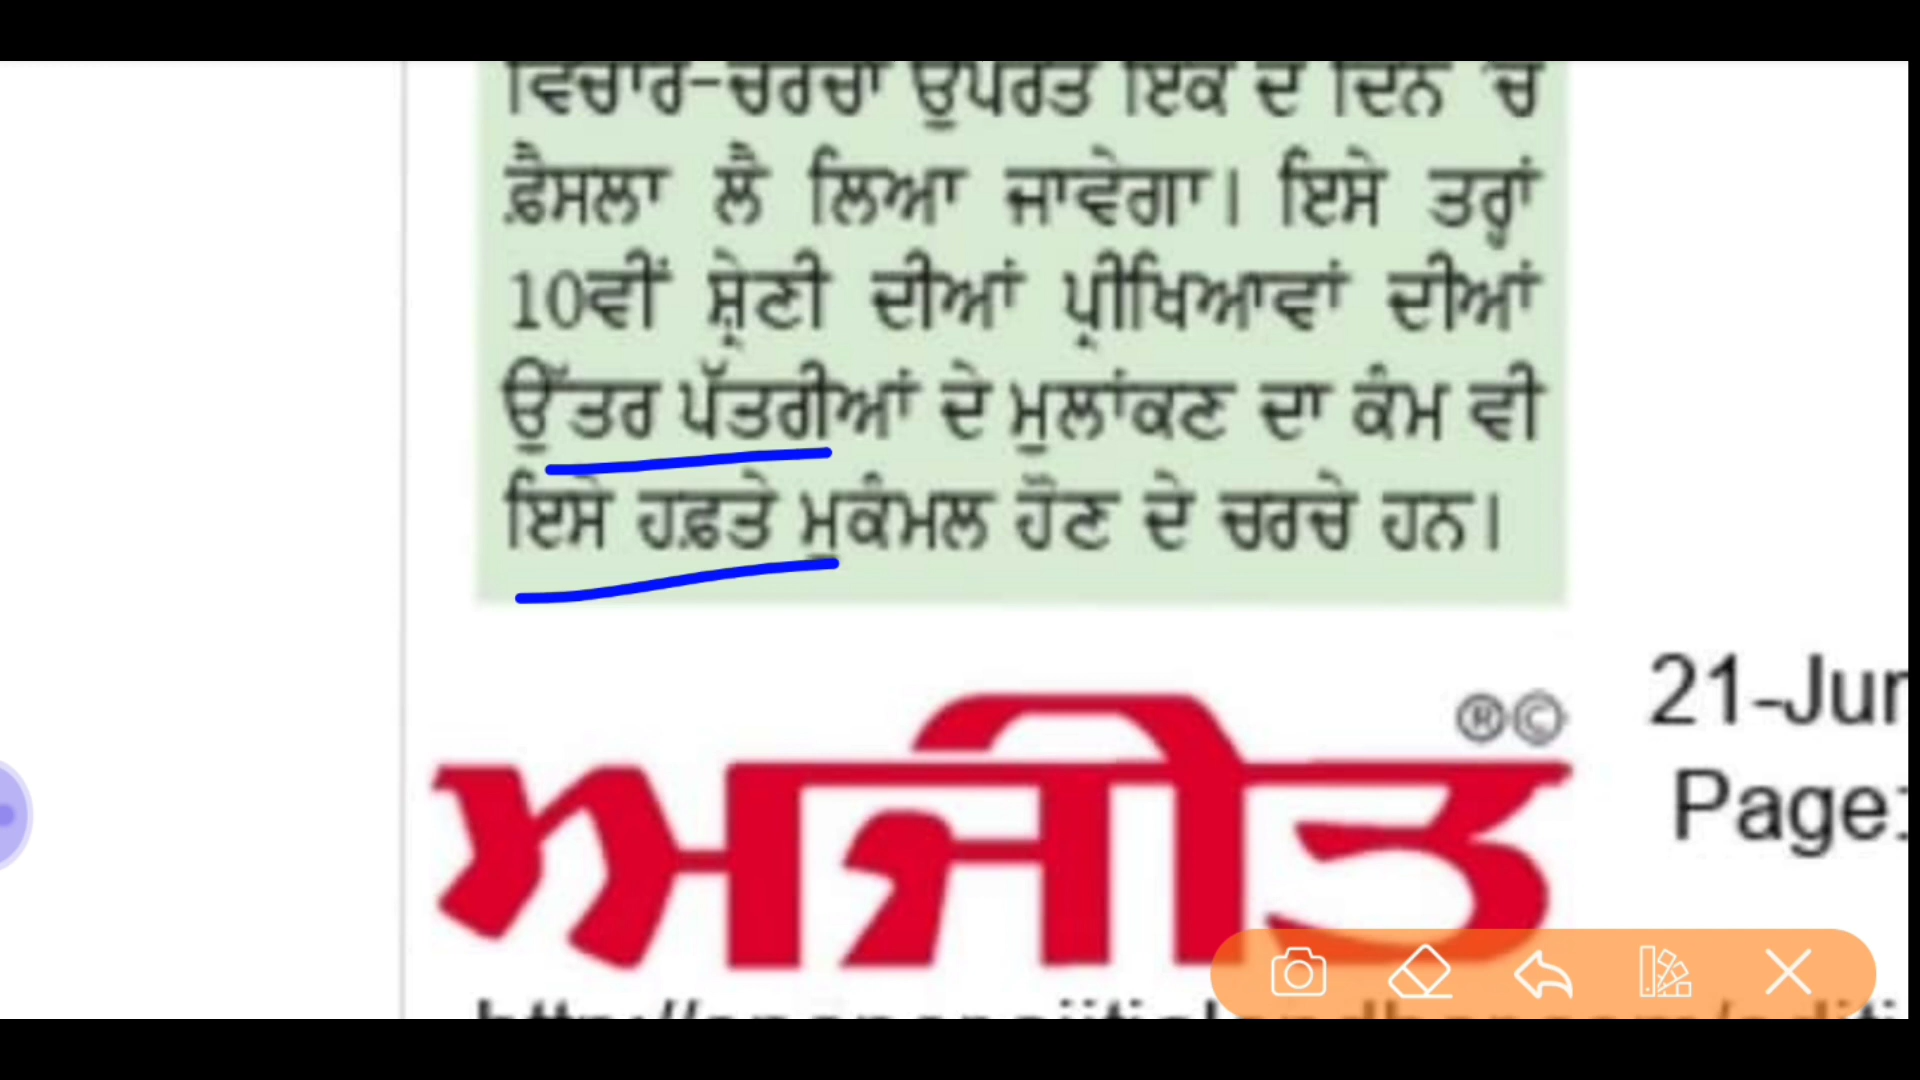 ਵਿਚਾਰ-ਚਰਚਾ ਉਪਰੰਤ ਇਕ ਦੋ ਦਿਨ 'ਚ
ਫ਼ੈਸਲਾ ਲੈ ਲਿਆ ਜਾਵੇਗਾ। ਇਸੇ ਤਰ੍ਹਾਂ
10ਵੀਂ ਸ਼੍ਰੇਣੀ ਦੀਆਂ ਪ੍ਰੀਖਿਆਵਾਂ ਦੀਆਂ
ਉੱਤਰ ਪੱਤਰੀਆਂ ਦੇ ਮੁਲਾਂਕਣ ਦਾ ਕੰਮ ਵੀ
ਇਸੇ ਹਫ਼ਤੇ ਮੁਕੰਮਲ ਹੋਣ ਦੇ ਚਰਚੇ ਹਨ।
ਅਜੀਤ ®©
21-Jun
Page: